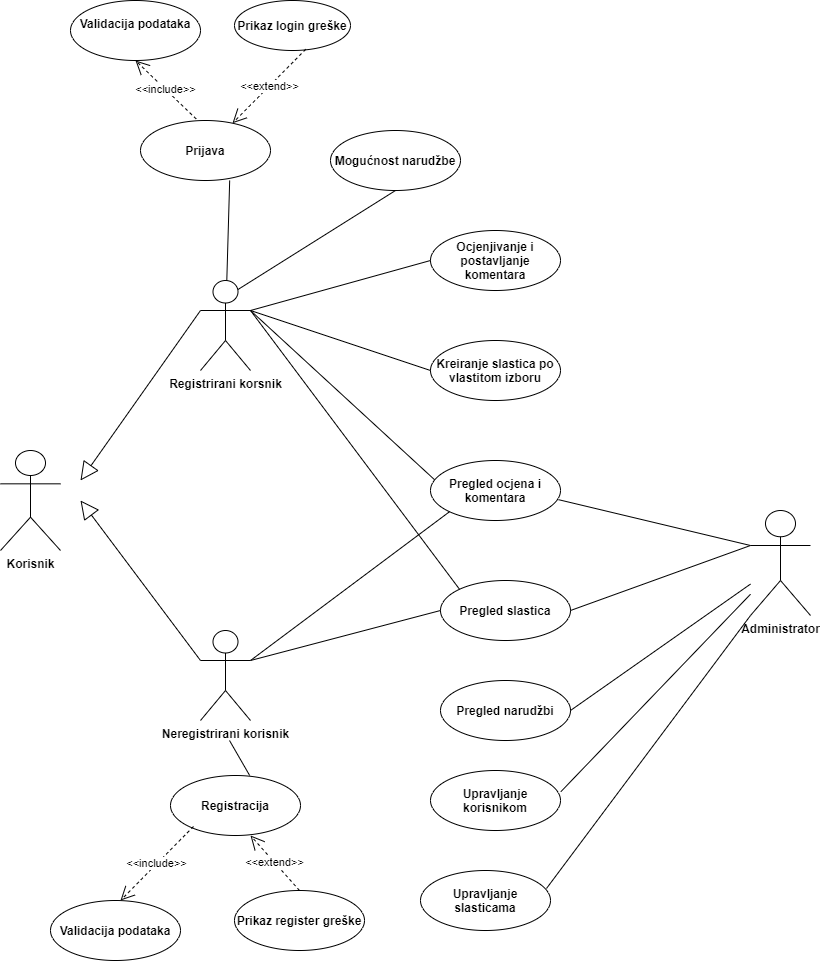 Validacija podataka
Prikaz login greške
<<include>>
<<extend>>
Prijava
Mogućnost narudžbe
Ocjenjivanje i
postavljanje
komentara
Kreiranje slastica po
vlastitom izboru
Registrirani korsnik
Pregled ocjena i
komentara
Korisnik
Pregled slastica
Administrator
Neregistrirani korisnik
Pregled narudžbi
Upravljanje
korisnikom
Registracija
<<include>>
<<extend>>
Upravljanje
slasticama
Validacija podataka
Prikaz register greške